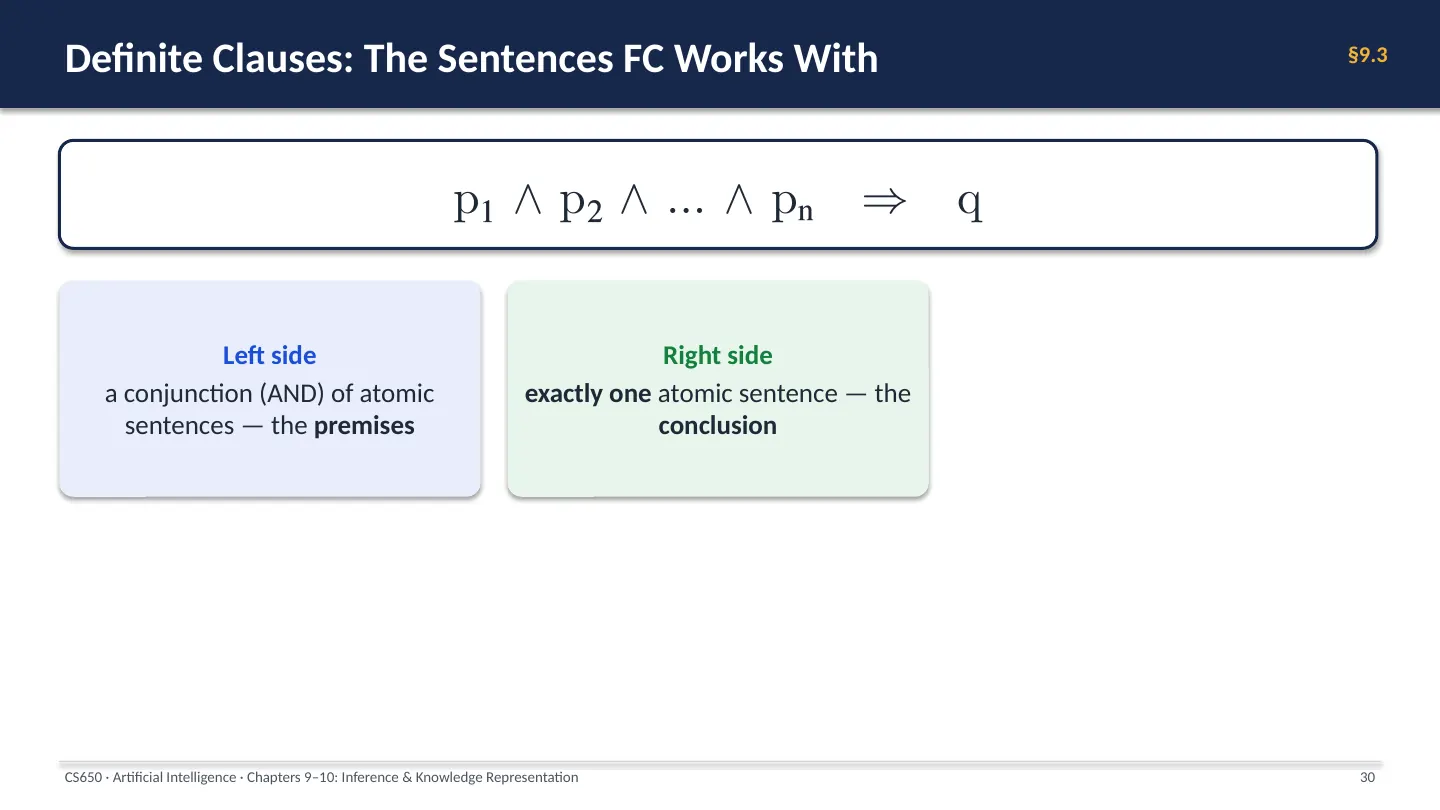 Definite Clauses: The Sentences FC Works With
§9.3
p₁ ∧ p₂ ∧ ... ∧ pₙ ⇒ q
Left side
a conjunction (AND) of atomic
sentences — the premises
Right side
exactly one atomic sentence — the
conclusion
CS650 · Artificial Intelligence · Chapters 9–10: Inference & Knowledge Representation
30